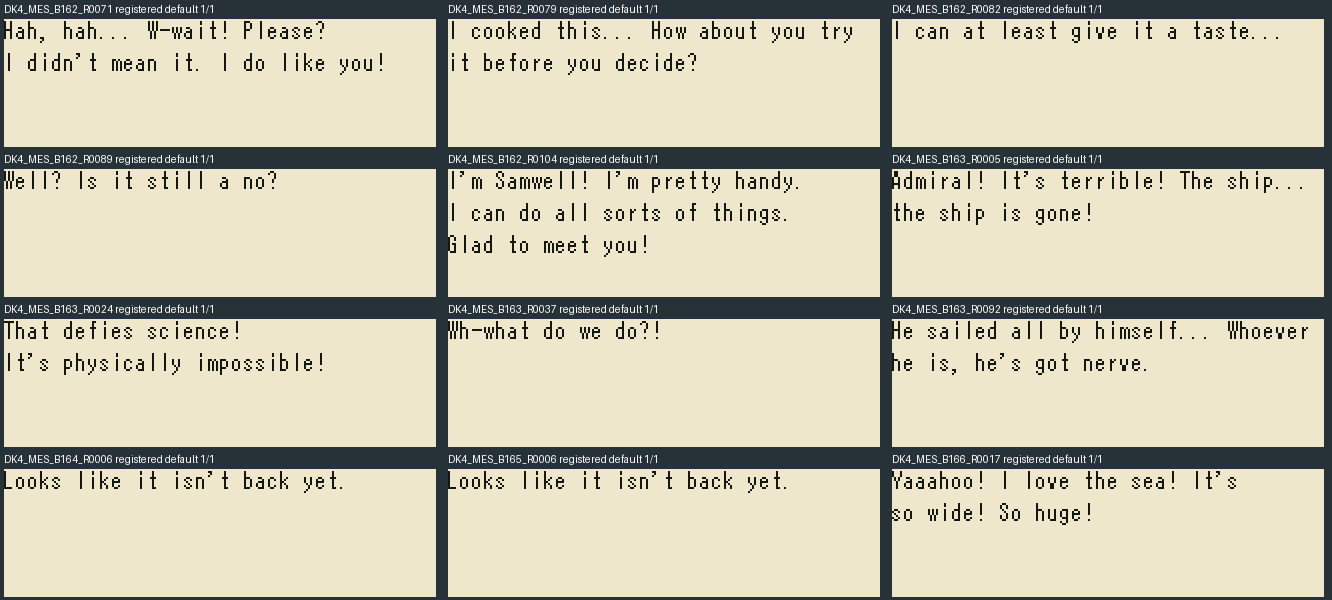 DK4_MES_B162_R0071 registered default 1/1
Hah, hah... W-wait! Please?
I didn't mean it. I do like you!
DK4_MES_B162_R0079 registered default 1/1
I cooked this... How about you try
it before you decide?
DK4_MES_B162_R0082 registered default 1/1
I can at least give it a taste...
DK4_MES_B162_R0089 registered default 1/1
Well? Is it still a no?
DK4_MES_B162_R0104 registered default 1/1
I'm Samwell! I'm pretty handy.
I can do all sorts of things.
Glad to meet you!
DK4_MES_B163_R0005 registered default 1/1
Admiral! It's terrible! The ship...
the ship is gone!
DK4_MES_B163_R0024 registered default 1/1
That defies science!
It's physically impossible!
DK4_MES_B163_R0037 registered default 1/1
Wh-what do we do?!
DK4_MES_B163_R0092 registered default 1/1
He sailed all by himself... Whoever
he is, he's got nerve.
DK4_MES_B164_R0006 registered default 1/1
Looks like it isn't back yet.
DK4_MES_B165_R0006 registered default 1/1
Looks like it isn't back yet.
DK4_MES_B166_R0017 registered default 1/1
Yaaahoo! I love the sea! It's
so wide! So huge!